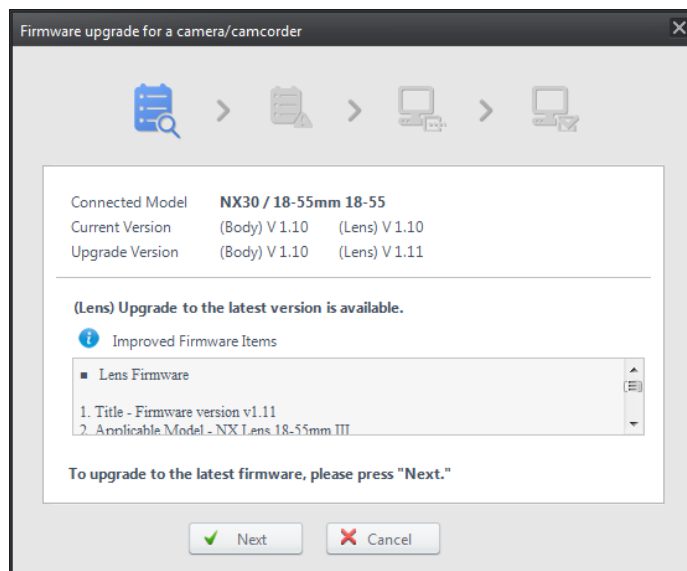 Firmware upgrade for a camera/camcorder
Connected Model NX30 / 18-55mm 18-55
Current Version (Body) V 1.10 (Lens) V 1.10
Upgrade Version (Body) V 1.10 (Lens) V 1.11
(Lens) Upgrade to the latest version is available.
Improved Firmware Items
■ Lens Firmware
1. Title - Firmware version v1.11
2. Applicable Model - NX Lens 18-55mm III
To upgrade to the latest firmware, please press "Next."
Next Cancel